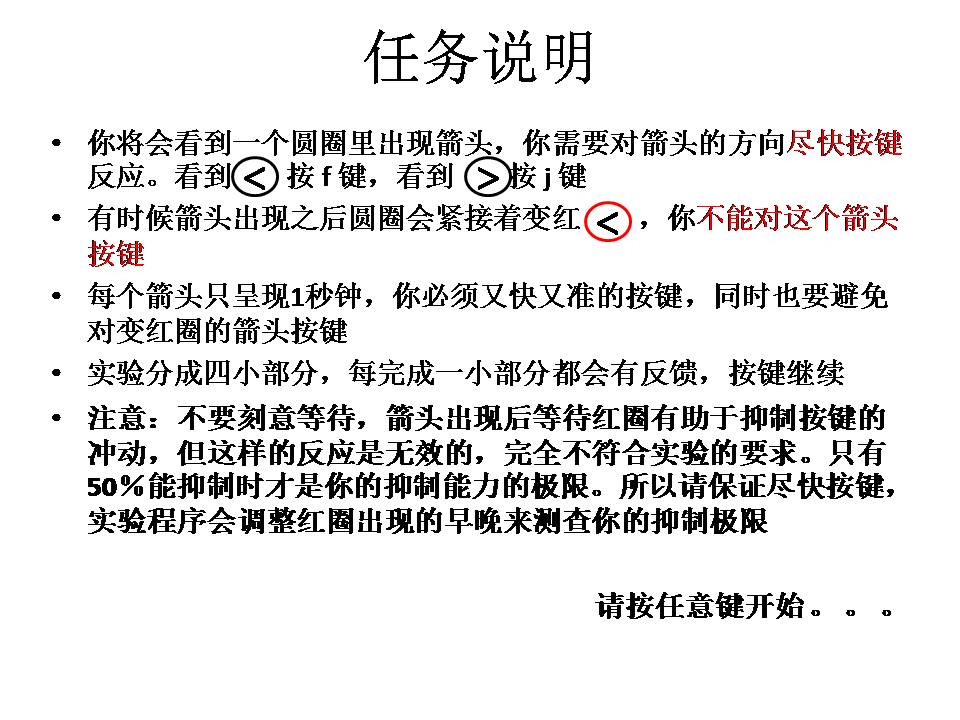 任务说明
• 你将会看到一个圆圈里出现箭头，你需要对箭头的方向尽快按键
反应。看到 < 按 f 键，看到 > 按 j 键
• 有时候箭头出现之后圆圈会紧接着变红 < ，你不能对这个箭头
按键
• 每个箭头只呈现1秒钟，你必须又快又准的按键，同时也要避免
对变红圈的箭头按键
• 实验分成四小部分，每完成一小部分都会有反馈，按键继续
• 注意：不要刻意等待，箭头出现后等待红圈有助于抑制按键的
冲动，但这样的反应是无效的，完全不符合实验的要求。只有
50%能抑制时才是你的抑制能力的极限。所以请保证尽快按键，
实验程序会调整红圈出现的早晚来测查你的抑制极限
请按任意键开始。。。